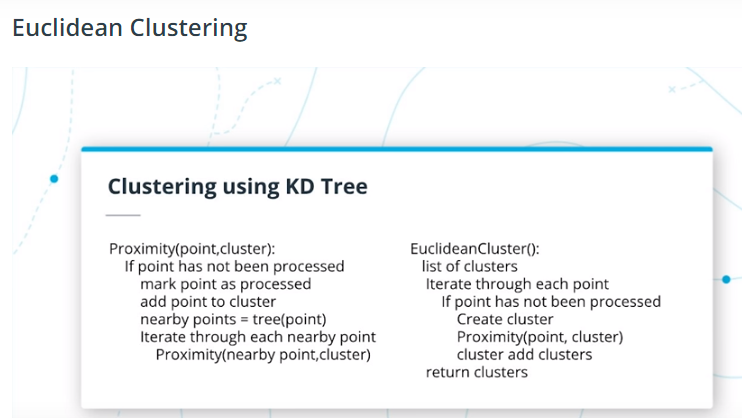 Euclidean Clustering
Clustering using KD Tree
Proximity(point,cluster):
If point has not been processed
mark point as processed
add point to cluster
nearby points = tree(point)
Iterate through each nearby point
Proximity(nearby point,cluster)
EuclideanCluster():
list of clusters
Iterate through each point
If point has not been processed
Create cluster
Proximity(point, cluster)
cluster add clusters
return clusters